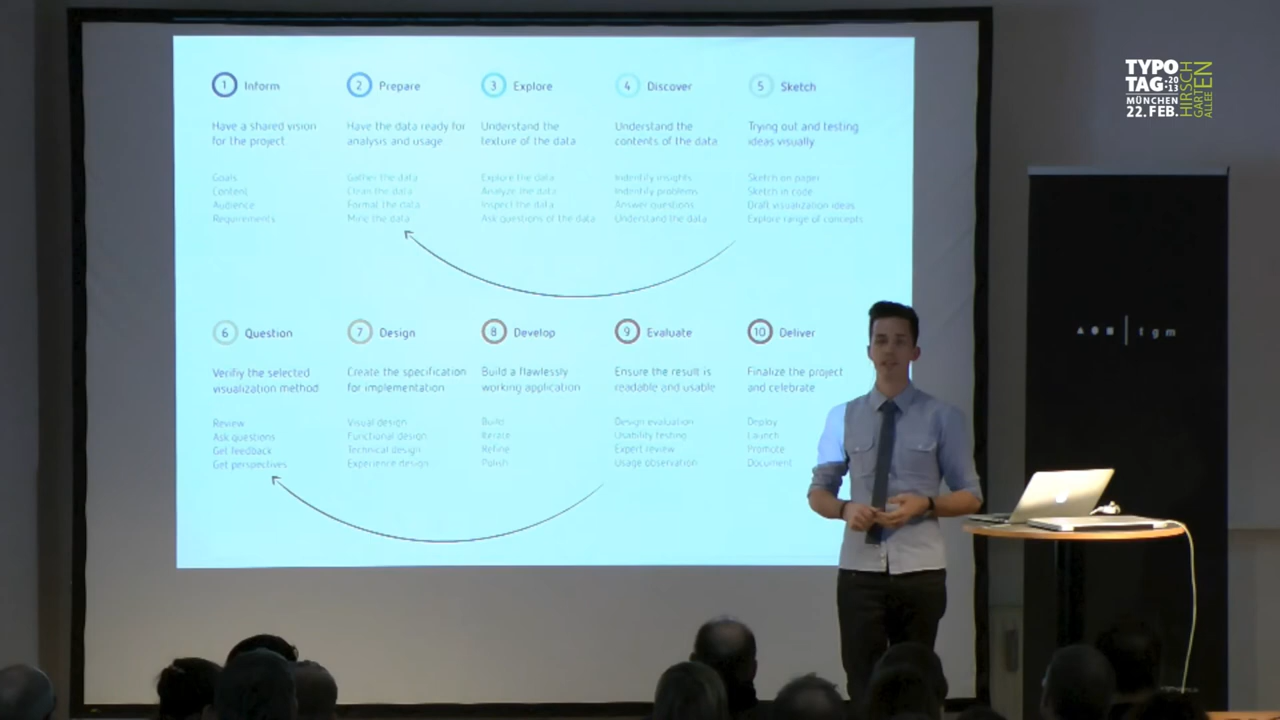 1 Inform
Have a shared vision
for the project
Goals
Content
Audience
Requirements
2 Prepare
Have the data ready for
analysis and usage
Gather the data
Clean the data
Format the data
Mine the data
3 Explore
Understand the
texture of the data
Explore the data
Analyze the data
Inspect the data
Ask questions of the data
4 Discover
Understand the
contents of the data
Indentify insights
Indentify problems
Answer questions
Understand the data
5 Sketch
Trying out and testing
ideas visually
Sketch on paper
Sketch in code
Draft visualization ideas
Explore range of concepts
6 Question
Verifiy the selected
visualization method
Review
Ask questions
Get feedback
Get perspectives
7 Design
Create the specification
for implementation
Visual design
Functional design
Technical design
Experience design
8 Develop
Build a flawlessly
working application
Build
Iterate
Refine
Polish
9 Evaluate
Ensure the result is
readable and usable
Design evaluation
Usability testing
Expert review
Usage observation
10 Deliver
Finalize the project
and celebrate
Deploy
Launch
Promote
Document
TYPO
TAG 2013
MÜNCHEN
22. FEB.
HIRSCH
GARTEN
ALLEE
tgm